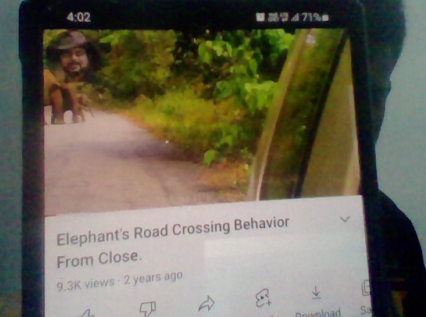 4:02
71%
Elephant's Road Crossing Behavior
From Close.
9.3K views · 2 years ago
Download